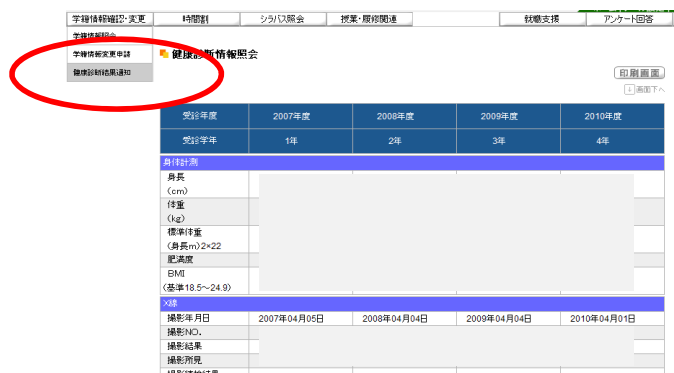 学籍情報確認・変更 時間割 シラバス照会 授業・履修関連 就職支援 アンケート回答
学籍情報照会
学籍情報変更申請
健康診断情報照会
健康診断結果通知
印刷画面
画面下へ
受診年度 2007年度 2008年度 2009年度 2010年度
受診学年 1年 2年 3年 4年
身体計測
身長
(cm)
体重
(kg)
標準体重
(身長m)2×22
肥満度
BMI
(基準18.5～24.9)
X線
撮影年月日 2007年04月05日 2008年04月04日 2009年04月04日 2010年04月01日
撮影NO.
撮影結果
撮影所見